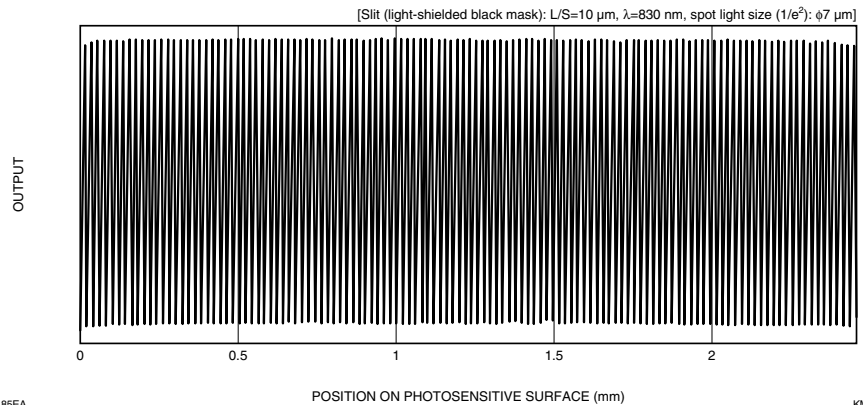 [Slit (light-shielded black mask): L/S=10 µm, λ=830 nm, spot light size (1/e²): φ7 µm]
OUTPUT
0 0.5 1 1.5 2
POSITION ON PHOTOSENSITIVE SURFACE (mm)